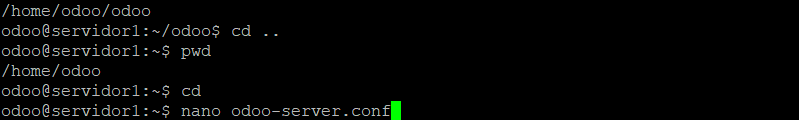 /home/odoo/odoo
odoo@servidor1:~/odoo$ cd ..
odoo@servidor1:~$ pwd
/home/odoo
odoo@servidor1:~$ cd
odoo@servidor1:~$ nano odoo-server.conf